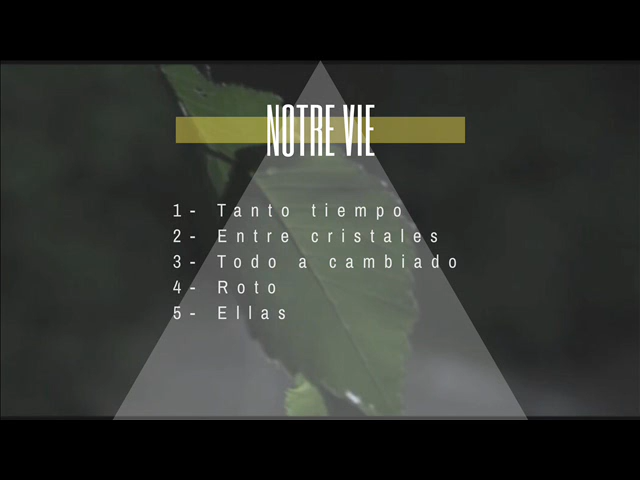 NOTRE VIE
1- Tanto tiempo
2- Entre cristales
3- Todo a cambiado
4- Roto
5- Ellas